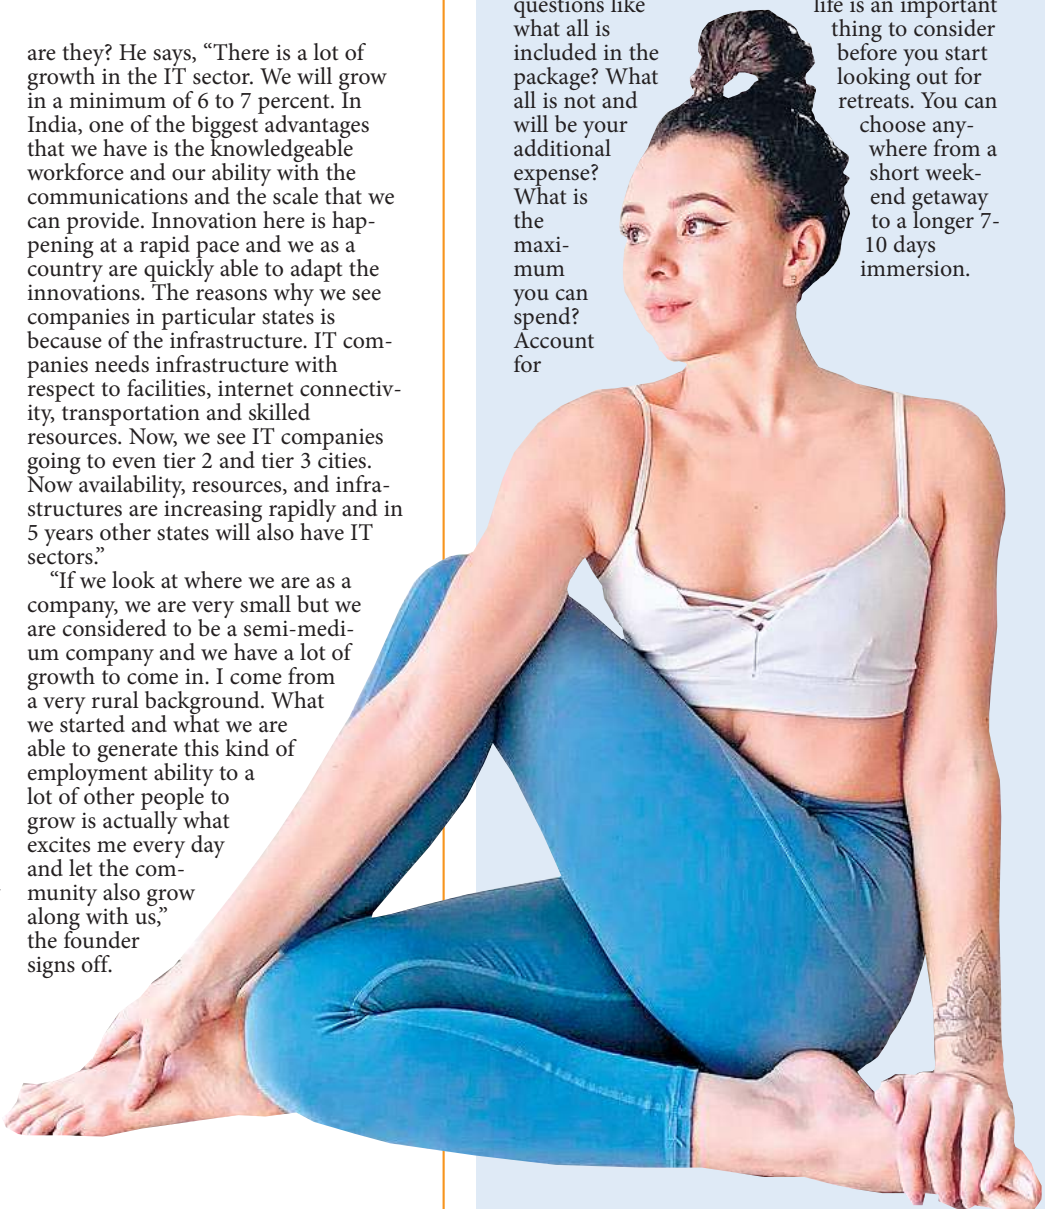 are they? He says, “There is a lot of
growth in the IT sector. We will grow
in a minimum of 6 to 7 percent. In
India, one of the biggest advantages
that we have is the knowledgeable
workforce and our ability with the
communications and the scale that we
can provide. Innovation here is hap-
pening at a rapid pace and we as a
country are quickly able to adapt the
innovations. The reasons why we see
companies in particular states is
because of the infrastructure. IT com-
panies needs infrastructure with
respect to facilities, internet connectiv-
ity, transportation and skilled
resources. Now, we see IT companies
going to even tier 2 and tier 3 cities.
Now availability, resources, and infra-
structures are increasing rapidly and in
5 years other states will also have IT
sectors.”
“If we look at where we are as a
company, we are very small but we
are considered to be a semi-medi-
um company and we have a lot of
growth to come in. I come from
a very rural background. What
we started and what we are
able to generate this kind of
employment ability to a
lot of other people to
grow is actually what
excites me every day
and let the com-
munity also grow
along with us,”
the founder
signs off.
questions like
what all is
included in the
package? What
all is not and
will be your
additional
expense?
What is
the
maxi-
mum
you can
spend?
Account
for
life is an important
thing to consider
before you start
looking out for
retreats. You can
choose any-
where from a
short week-
end getaway
to a longer 7-
10 days
immersion.